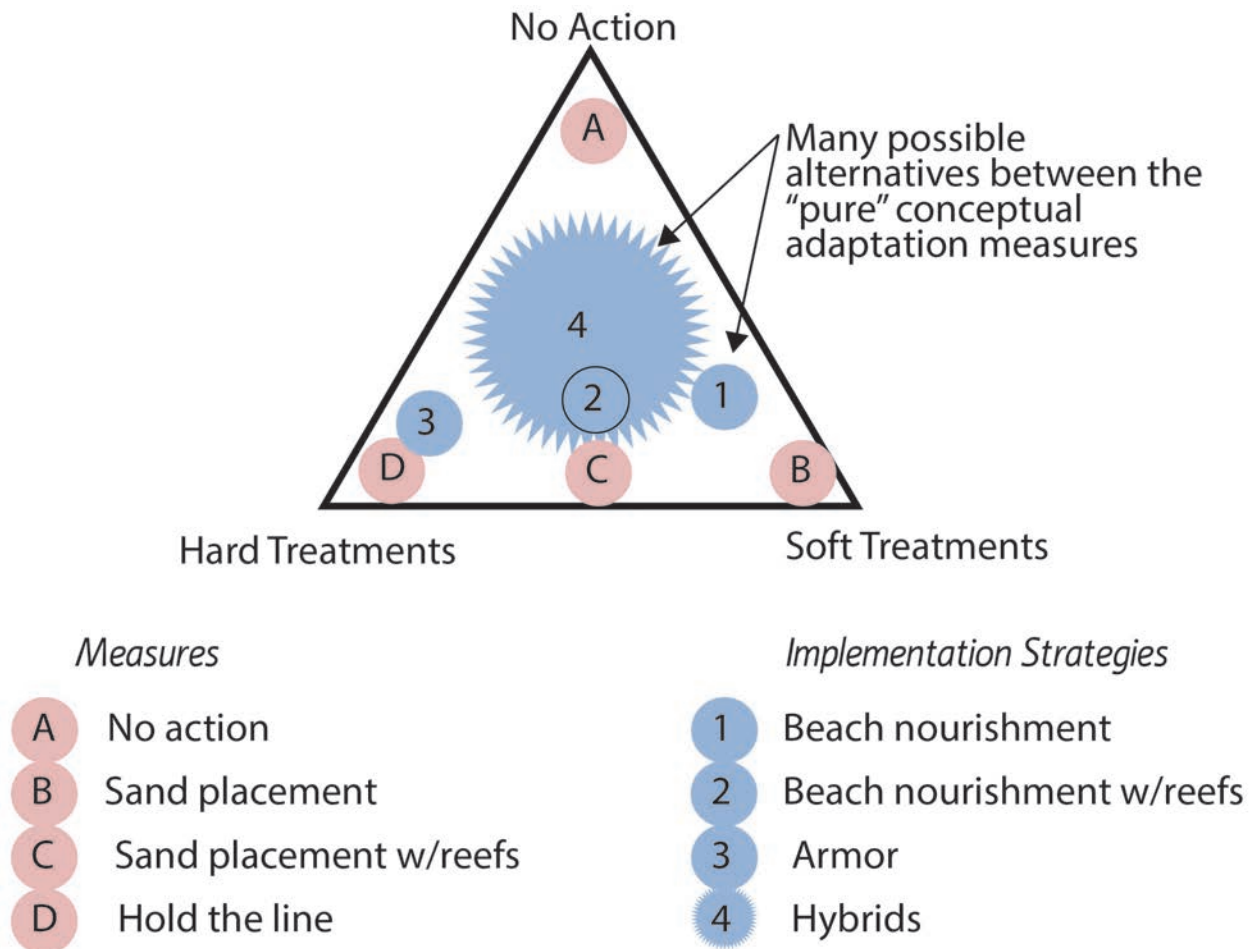 No Action
A
Many possible
alternatives between the
“pure” conceptual
adaptation measures
4
2
1
3
D
C
B
Hard Treatments
Soft Treatments
Measures
A No action
B Sand placement
C Sand placement w/reefs
D Hold the line
Implementation Strategies
1 Beach nourishment
2 Beach nourishment w/reefs
3 Armor
4 Hybrids